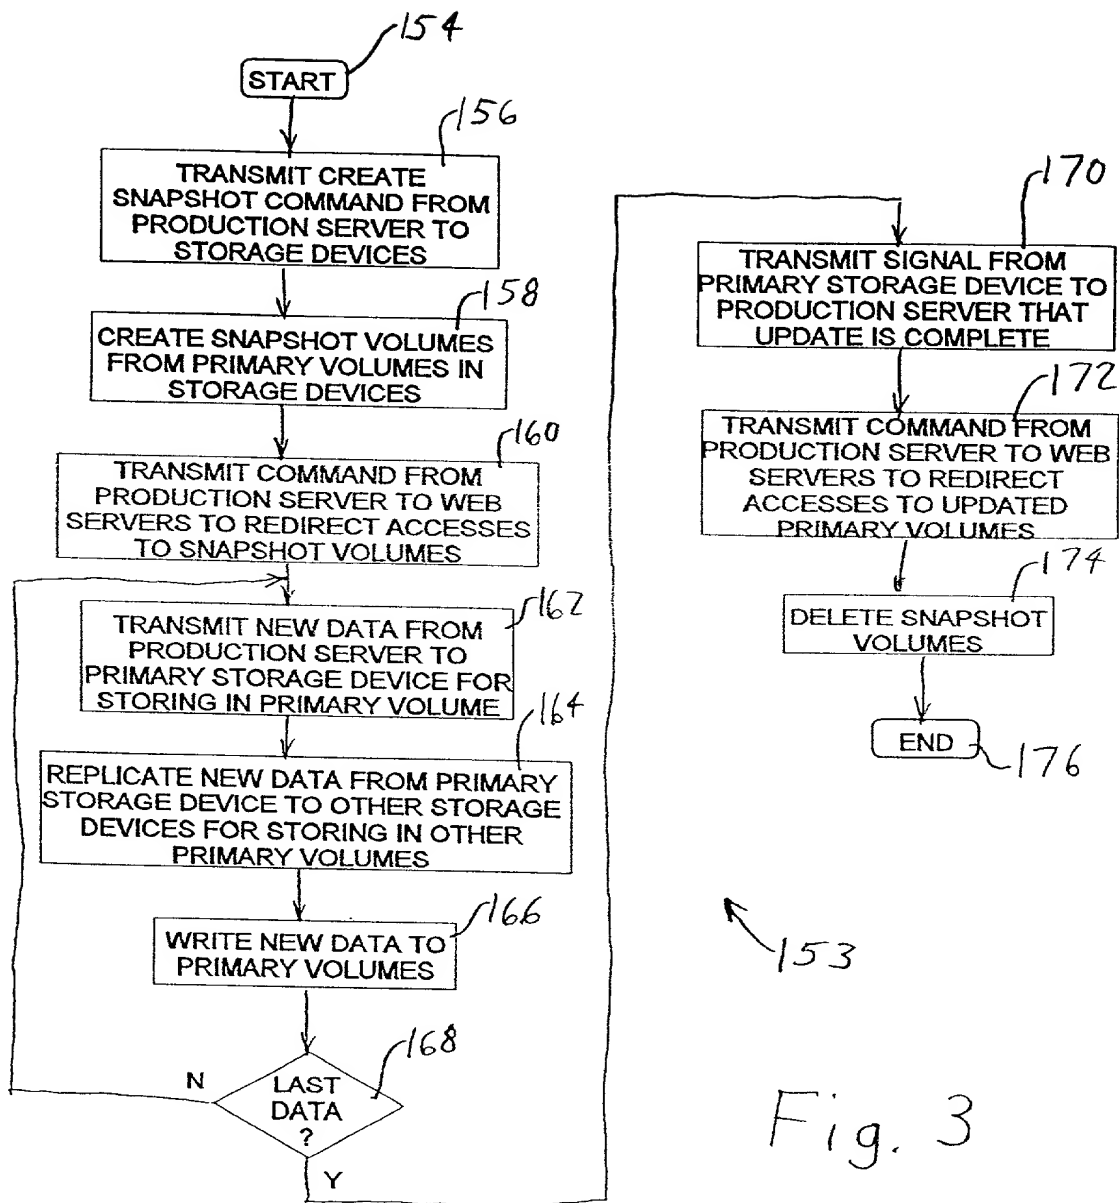 154
START
156
TRANSMIT CREATE
SNAPSHOT COMMAND FROM
PRODUCTION SERVER TO
STORAGE DEVICES
158
CREATE SNAPSHOT VOLUMES
FROM PRIMARY VOLUMES IN
STORAGE DEVICES
160
TRANSMIT COMMAND FROM
PRODUCTION SERVER TO WEB
SERVERS TO REDIRECT ACCESSES
TO SNAPSHOT VOLUMES
162
TRANSMIT NEW DATA FROM
PRODUCTION SERVER TO
PRIMARY STORAGE DEVICE FOR
STORING IN PRIMARY VOLUME
164
REPLICATE NEW DATA FROM PRIMARY
STORAGE DEVICE TO OTHER STORAGE
DEVICES FOR STORING IN OTHER
PRIMARY VOLUMES
166
WRITE NEW DATA TO
PRIMARY VOLUMES
168
LAST
DATA
?
N
Y
170
TRANSMIT SIGNAL FROM
PRIMARY STORAGE DEVICE TO
PRODUCTION SERVER THAT
UPDATE IS COMPLETE
172
TRANSMIT COMMAND FROM
PRODUCTION SERVER TO WEB
SERVERS TO REDIRECT
ACCESSES TO UPDATED
PRIMARY VOLUMES
174
DELETE SNAPSHOT
VOLUMES
END
176
153
Fig. 3